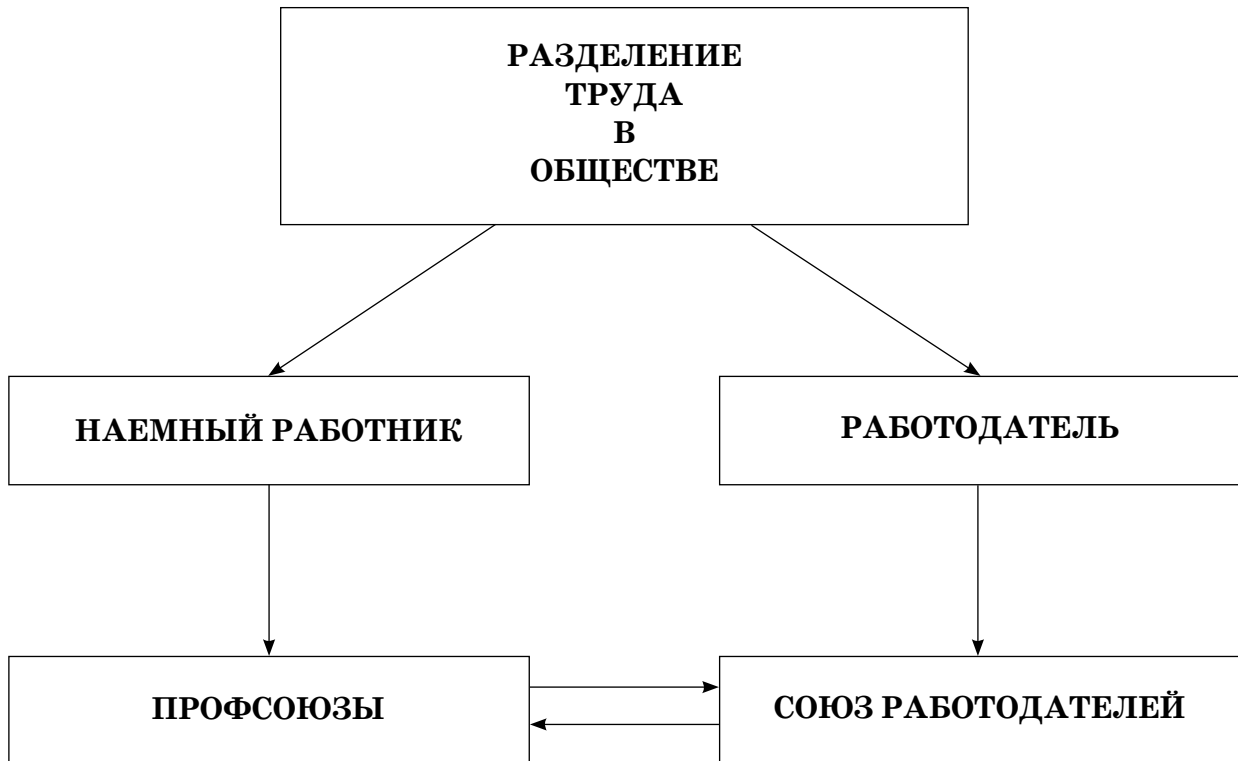 РАЗДЕЛЕНИЕ
ТРУДА
В
ОБЩЕСТВЕ
НАЕМНЫЙ РАБОТНИК
РАБОТОДАТЕЛЬ
ПРОФСОЮЗЫ
СОЮЗ РАБОТОДАТЕЛЕЙ